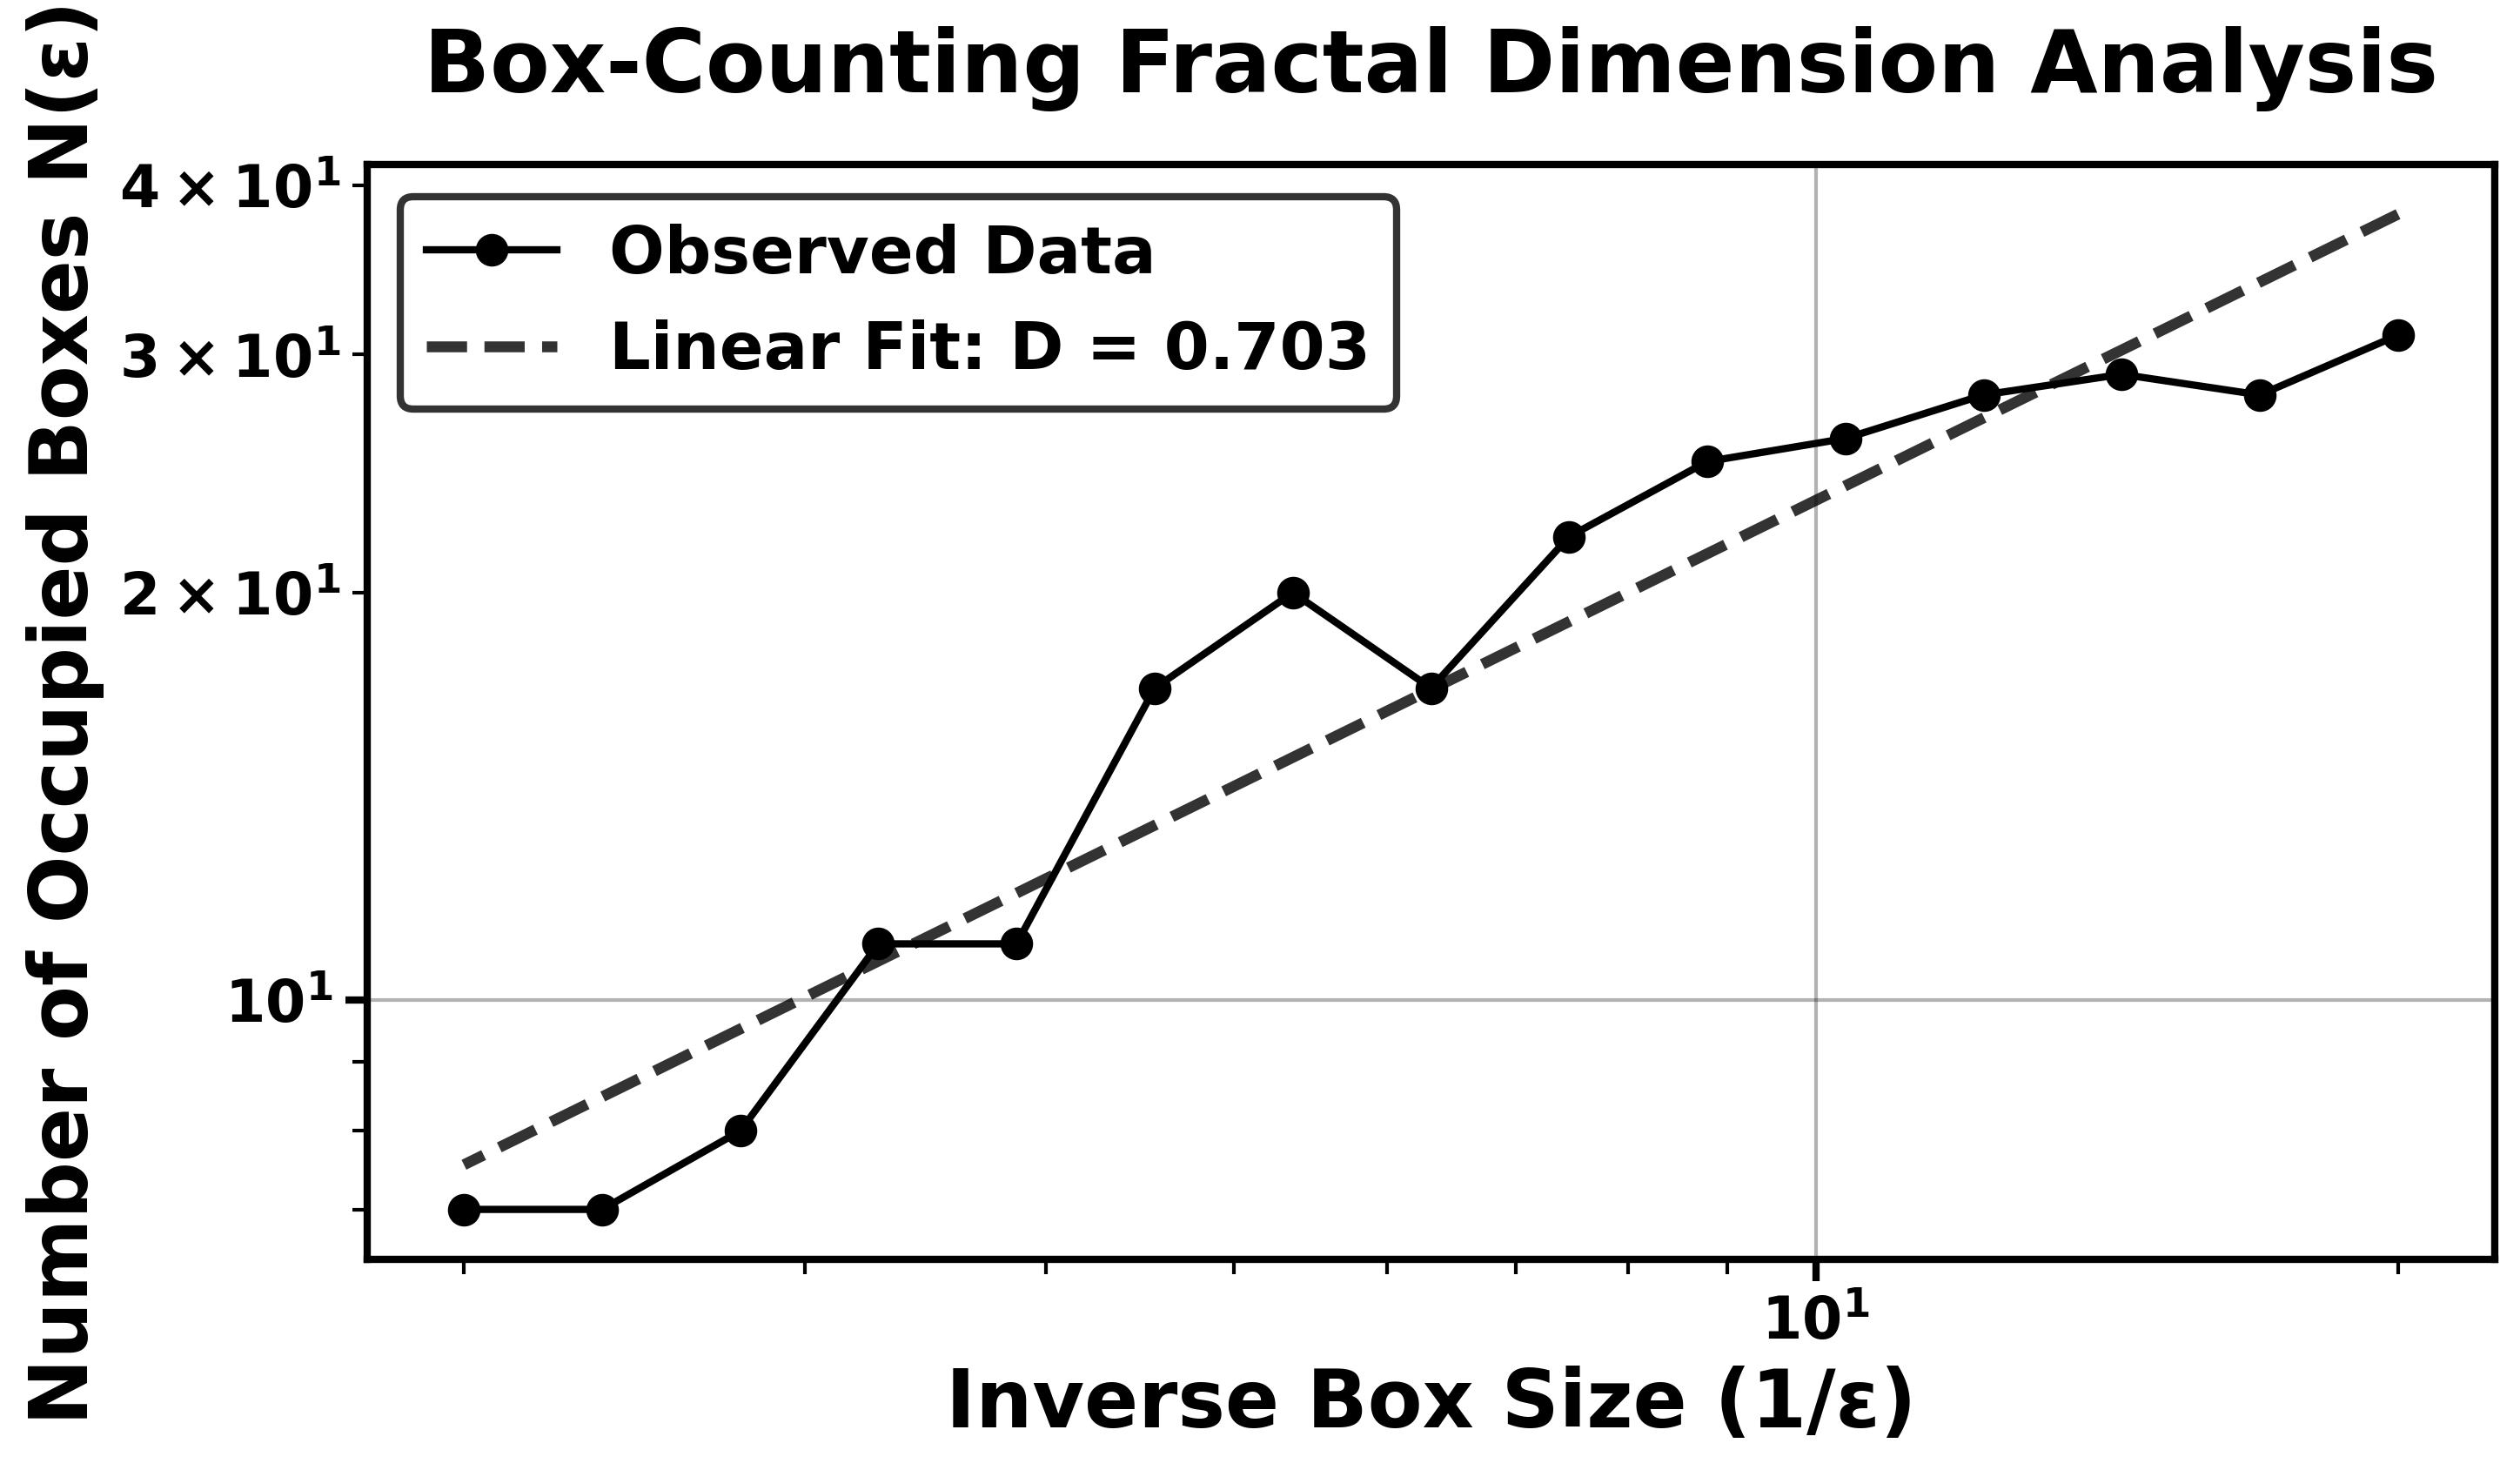 Box-Counting Fractal Dimension Analysis
Number of Occupied Boxes N(ε)
4 × 10¹
3 × 10¹
2 × 10¹
10¹
Observed Data
Linear Fit: D = 0.703
10¹
Inverse Box Size (1/ε)